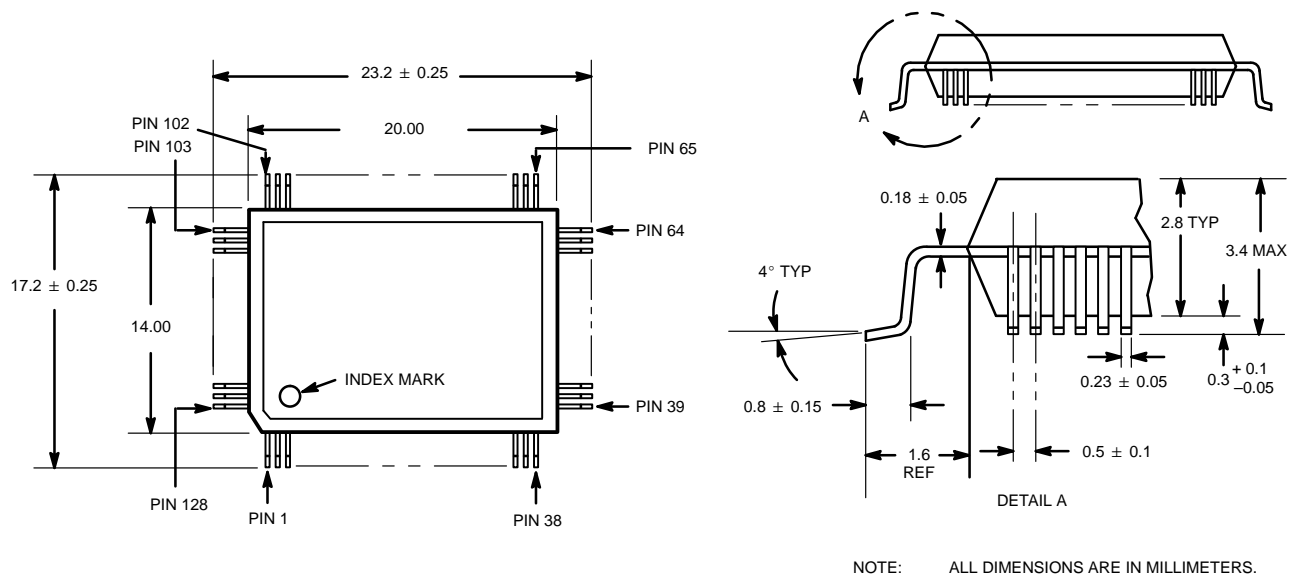 23.2 ± 0.25
20.00
PIN 102
PIN 103
PIN 65
PIN 64
17.2 ± 0.25
14.00
INDEX MARK
PIN 39
PIN 128
PIN 1
PIN 38
A
0.18 ± 0.05
2.8 TYP
3.4 MAX
4° TYP
0.23 ± 0.05
0.3 + 0.1
–0.05
0.8 ± 0.15
1.6
REF
0.5 ± 0.1
DETAIL A
NOTE: ALL DIMENSIONS ARE IN MILLIMETERS.